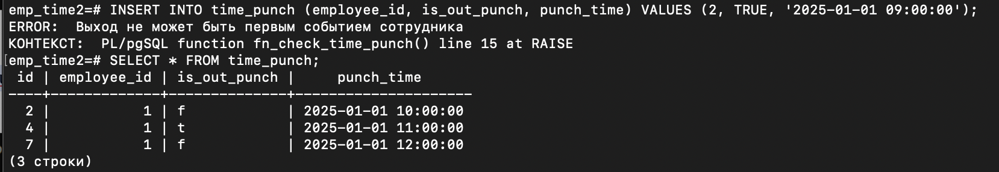 emp_time2=# INSERT INTO time_punch (employee_id, is_out_punch, punch_time) VALUES (2, TRUE, '2025-01-01 09:00:00');
ERROR:  Выход не может быть первым событием сотрудника
КОНТЕКСТ:  PL/pgSQL function fn_check_time_punch() line 15 at RAISE
[emp_time2=# SELECT * FROM time_punch;
 id | employee_id | is_out_punch |     punch_time
----+-------------+--------------+---------------------
  2 |           1 | f            | 2025-01-01 10:00:00
  4 |           1 | t            | 2025-01-01 11:00:00
  7 |           1 | f            | 2025-01-01 12:00:00
(3 строки)